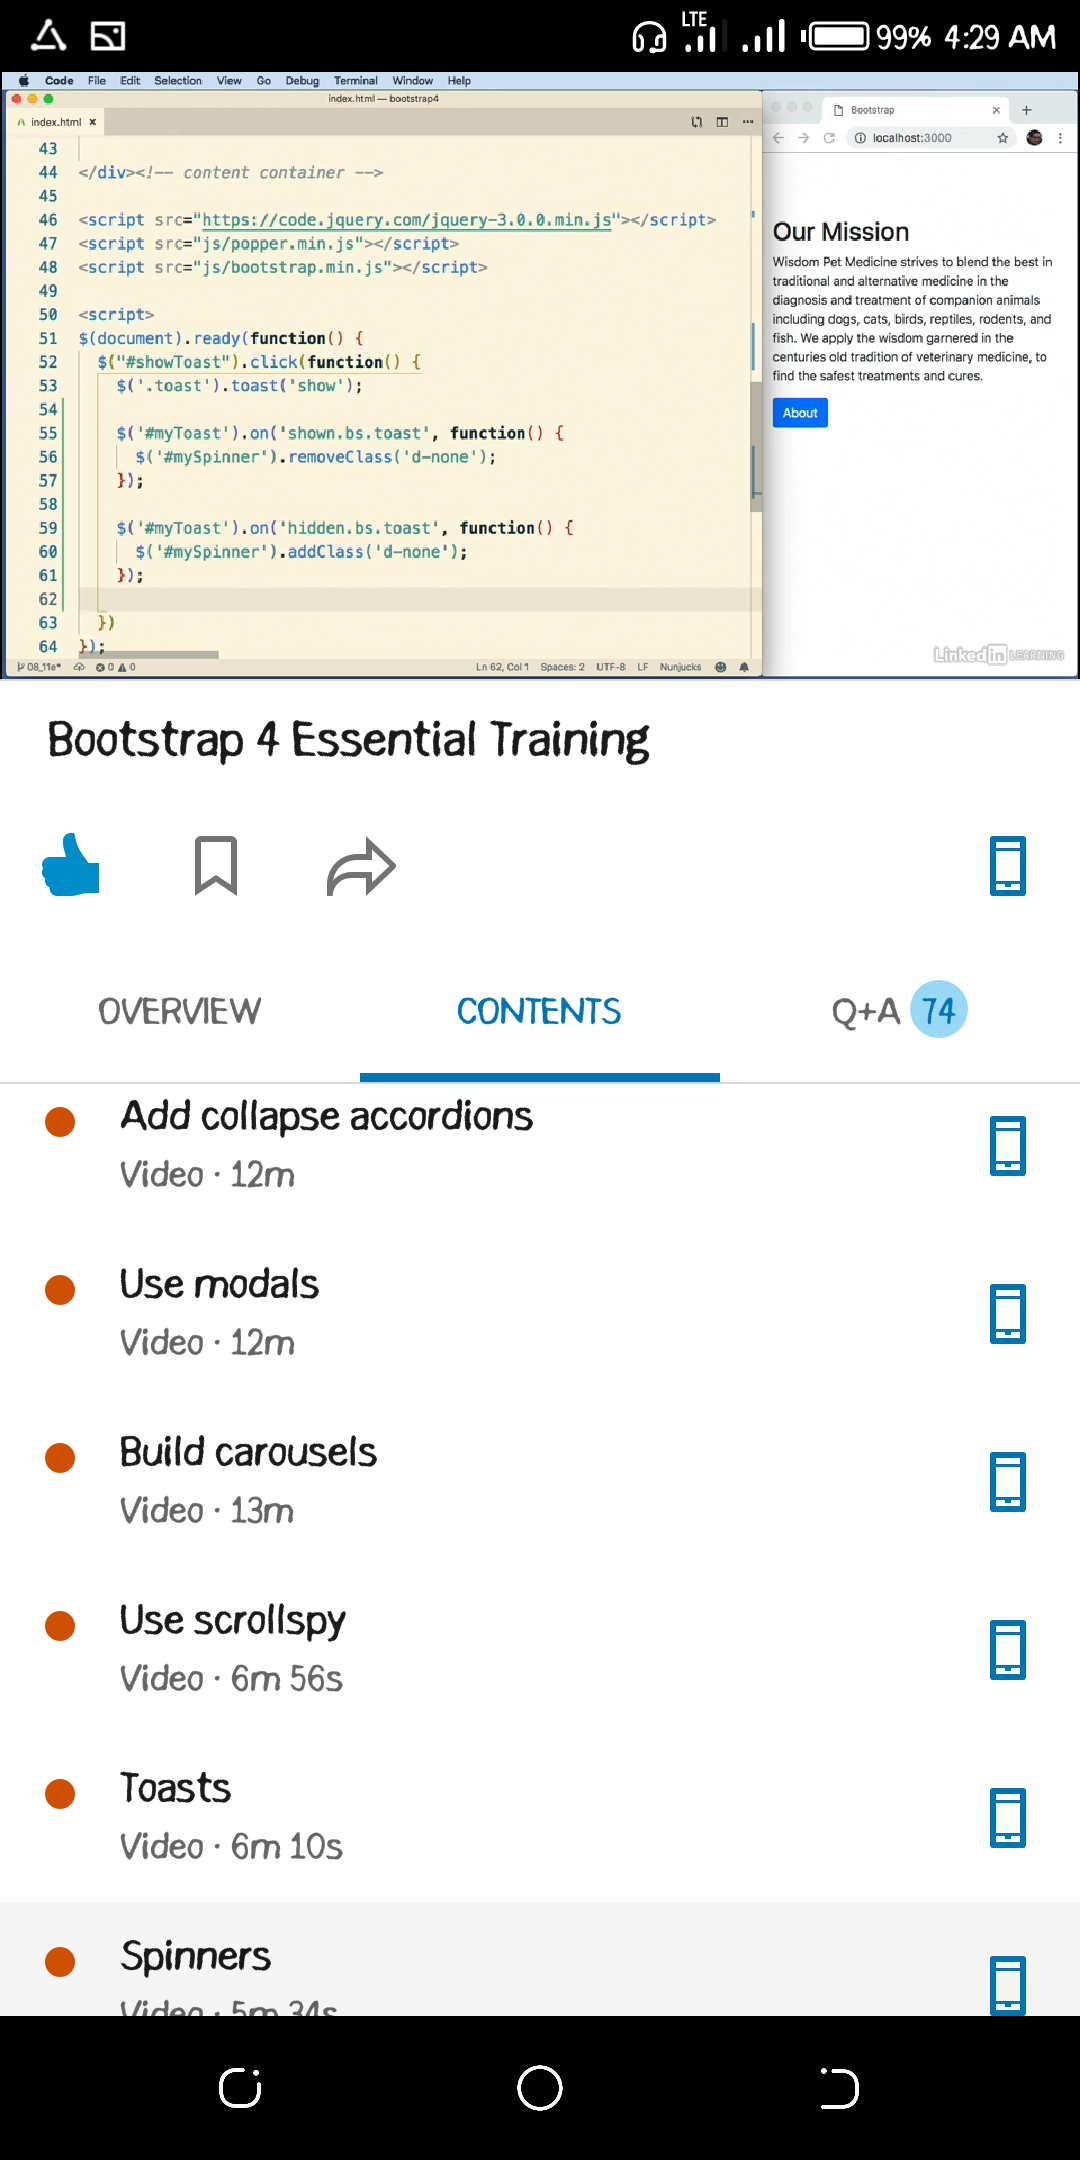 LTE 99% 4:29 AM
Code File Edit Selection View Go Debug Terminal Window Help
index.html — bootstrap4
index.html
43
44 </div><!-- content container -->
45
46 <script src="https://code.jquery.com/jquery-3.0.0.min.js"></script>
47 <script src="js/popper.min.js"></script>
48 <script src="js/bootstrap.min.js"></script>
49
50 <script>
51 $(document).ready(function() {
52 $("#showToast").click(function() {
53 $('.toast').toast('show');
54
55 $('#myToast').on('shown.bs.toast', function() {
56 $('#mySpinner').removeClass('d-none');
57 });
58
59 $('#myToast').on('hidden.bs.toast', function() {
60 $('#mySpinner').addClass('d-none');
61 });
62
63 })
64 });
08_11e* 0 0 Ln 62, Col 1 Spaces: 2 UTF-8 LF Nunjucks
Bootstrap
localhost:3000
Our Mission
Wisdom Pet Medicine strives to blend the best in
traditional and alternative medicine in the
diagnosis and treatment of companion animals
including dogs, cats, birds, reptiles, rodents, and
fish. We apply the wisdom garnered in the
centuries old tradition of veterinary medicine, to
find the safest treatments and cures.
About
Linked in LEARNING
Bootstrap 4 Essential Training
OVERVIEW CONTENTS Q+A 74
Add collapse accordions
Video · 12m
Use modals
Video · 12m
Build carousels
Video · 13m
Use scrollspy
Video · 6m 56s
Toasts
Video · 6m 10s
Spinners
Video · 5m 34s